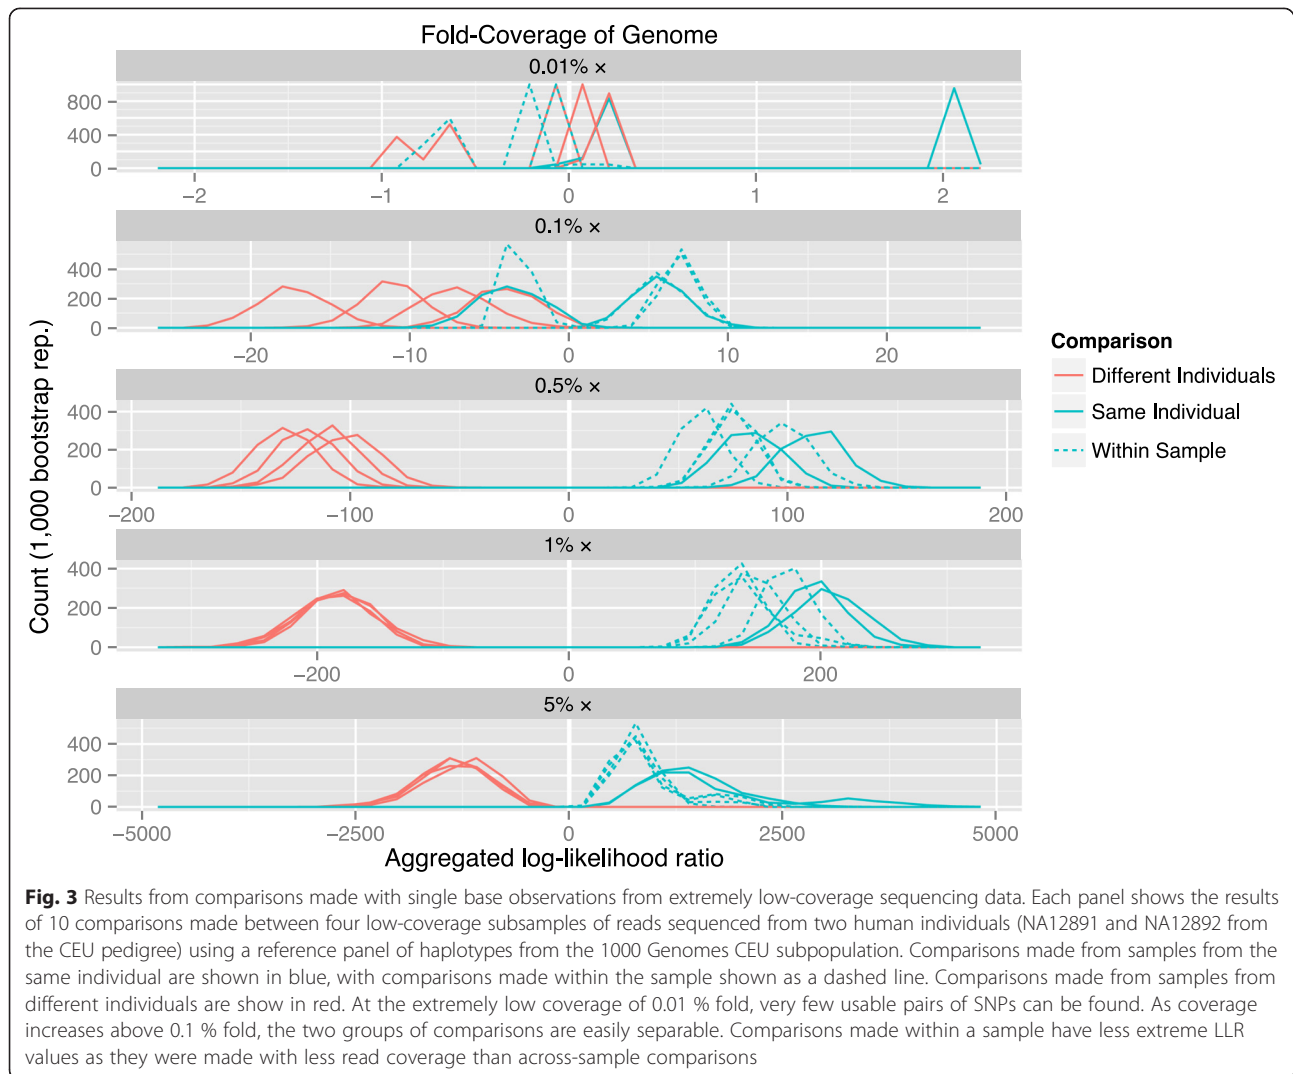 Fold-Coverage of Genome
0.01% ×
800
400
0
−2 −1 0 1 2
0.1% ×
400
200
0
−20 −10 0 10 20
0.5% ×
400
200
0
−200 −100 0 100 200
1% ×
400
200
0
−200 0 200
5% ×
400
200
0
−5000 −2500 0 2500 5000
Aggregated log-likelihood ratio
Count (1,000 bootstrap rep.)
Comparison
Different Individuals
Same Individual
Within Sample
Fig. 3 Results from comparisons made with single base observations from extremely low-coverage sequencing data. Each panel shows the results
of 10 comparisons made between four low-coverage subsamples of reads sequenced from two human individuals (NA12891 and NA12892 from
the CEU pedigree) using a reference panel of haplotypes from the 1000 Genomes CEU subpopulation. Comparisons made from samples from the
same individual are shown in blue, with comparisons made within the sample shown as a dashed line. Comparisons made from samples from
different individuals are show in red. At the extremely low coverage of 0.01 % fold, very few usable pairs of SNPs can be found. As coverage
increases above 0.1 % fold, the two groups of comparisons are easily separable. Comparisons made within a sample have less extreme LLR
values as they were made with less read coverage than across-sample comparisons